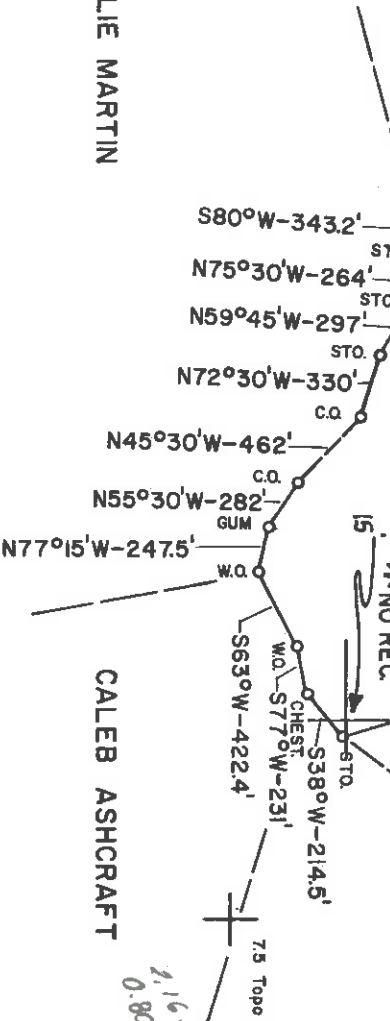 LIE MARTIN
S80°W-343.2'
ST
N75°30'W-264'
STO
N59°45'W-297'
STO.
N72°30'W-330'
C.O.
N45°30'W-462'
C.O.
N55°30'W-282'
GUM
N77°15'W-247.5'
W.O.
15
NO REC.
S63°W-422.4'
W.O.
S77°W-231'
CHEST.
S38°W-214.5'
STO.
CALEB ASHCRAFT
7.5 Topo